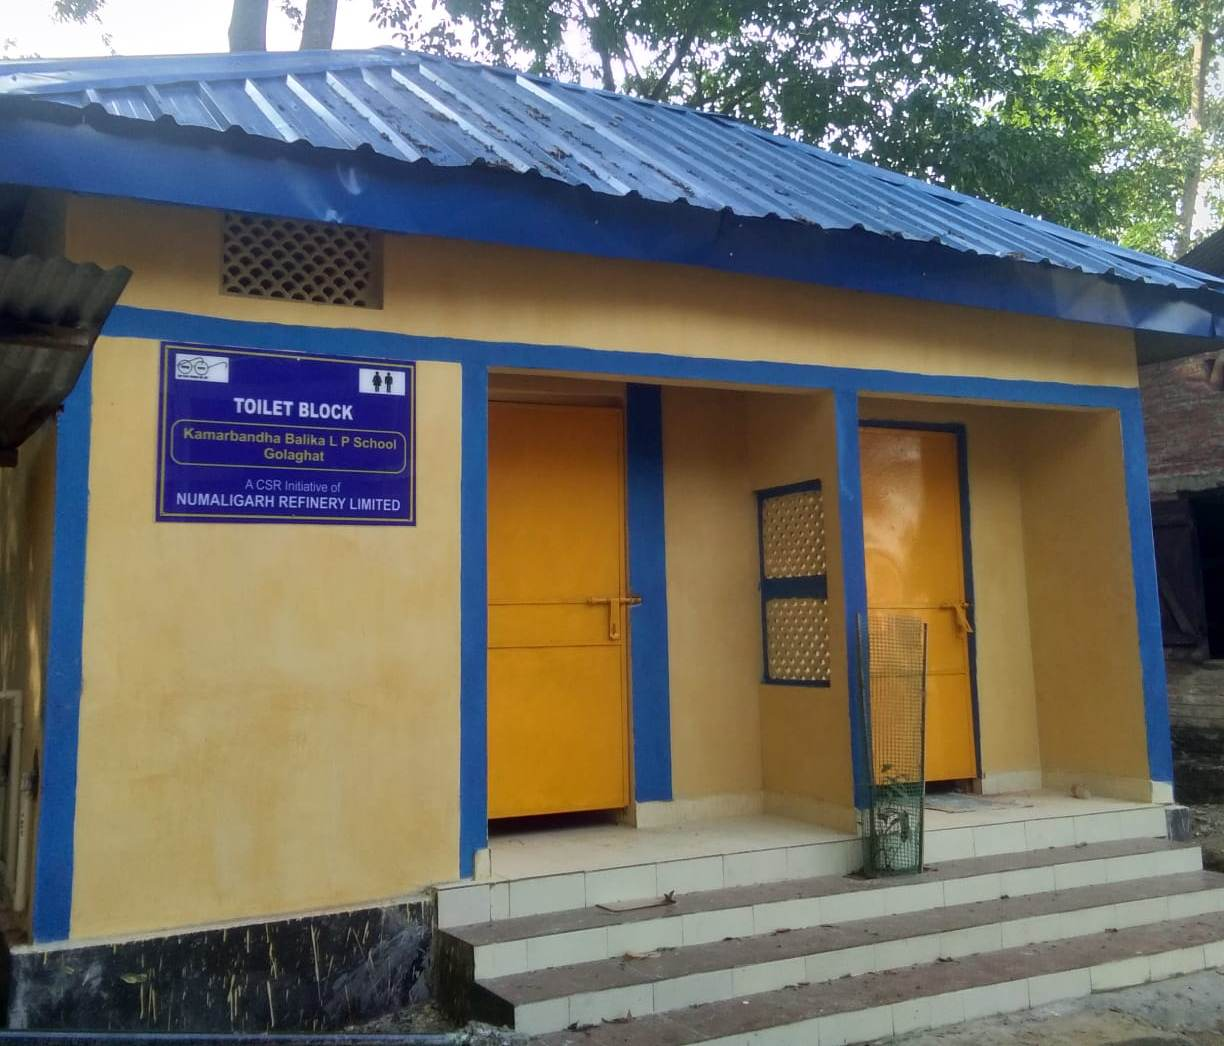 TOILET BLOCK
Kamarbandha Balika L P School
Golaghat
A CSR Initiative of
NUMALIGARH REFINERY LIMITED